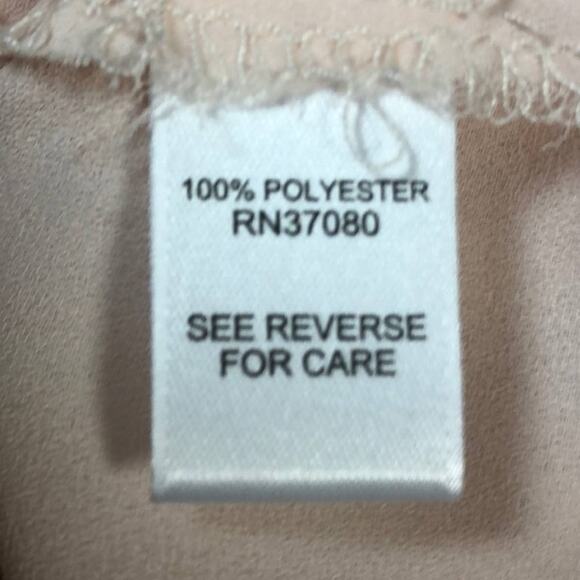 100% POLYESTER
RN37080
SEE REVERSE
FOR CARE